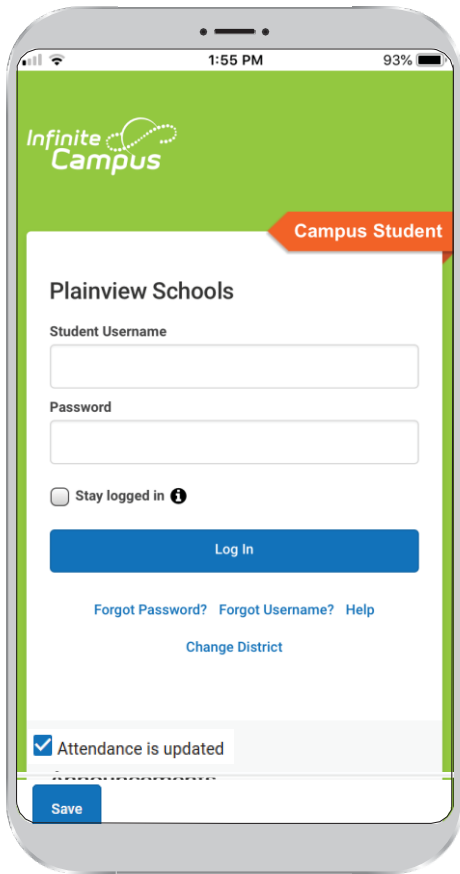 1:55 PM 93%
Infinite
Campus
Campus Student
Plainview Schools
Student Username
Password
Stay logged in
Log In
Forgot Password? Forgot Username? Help
Change District
Attendance is updated
Announcements
Save